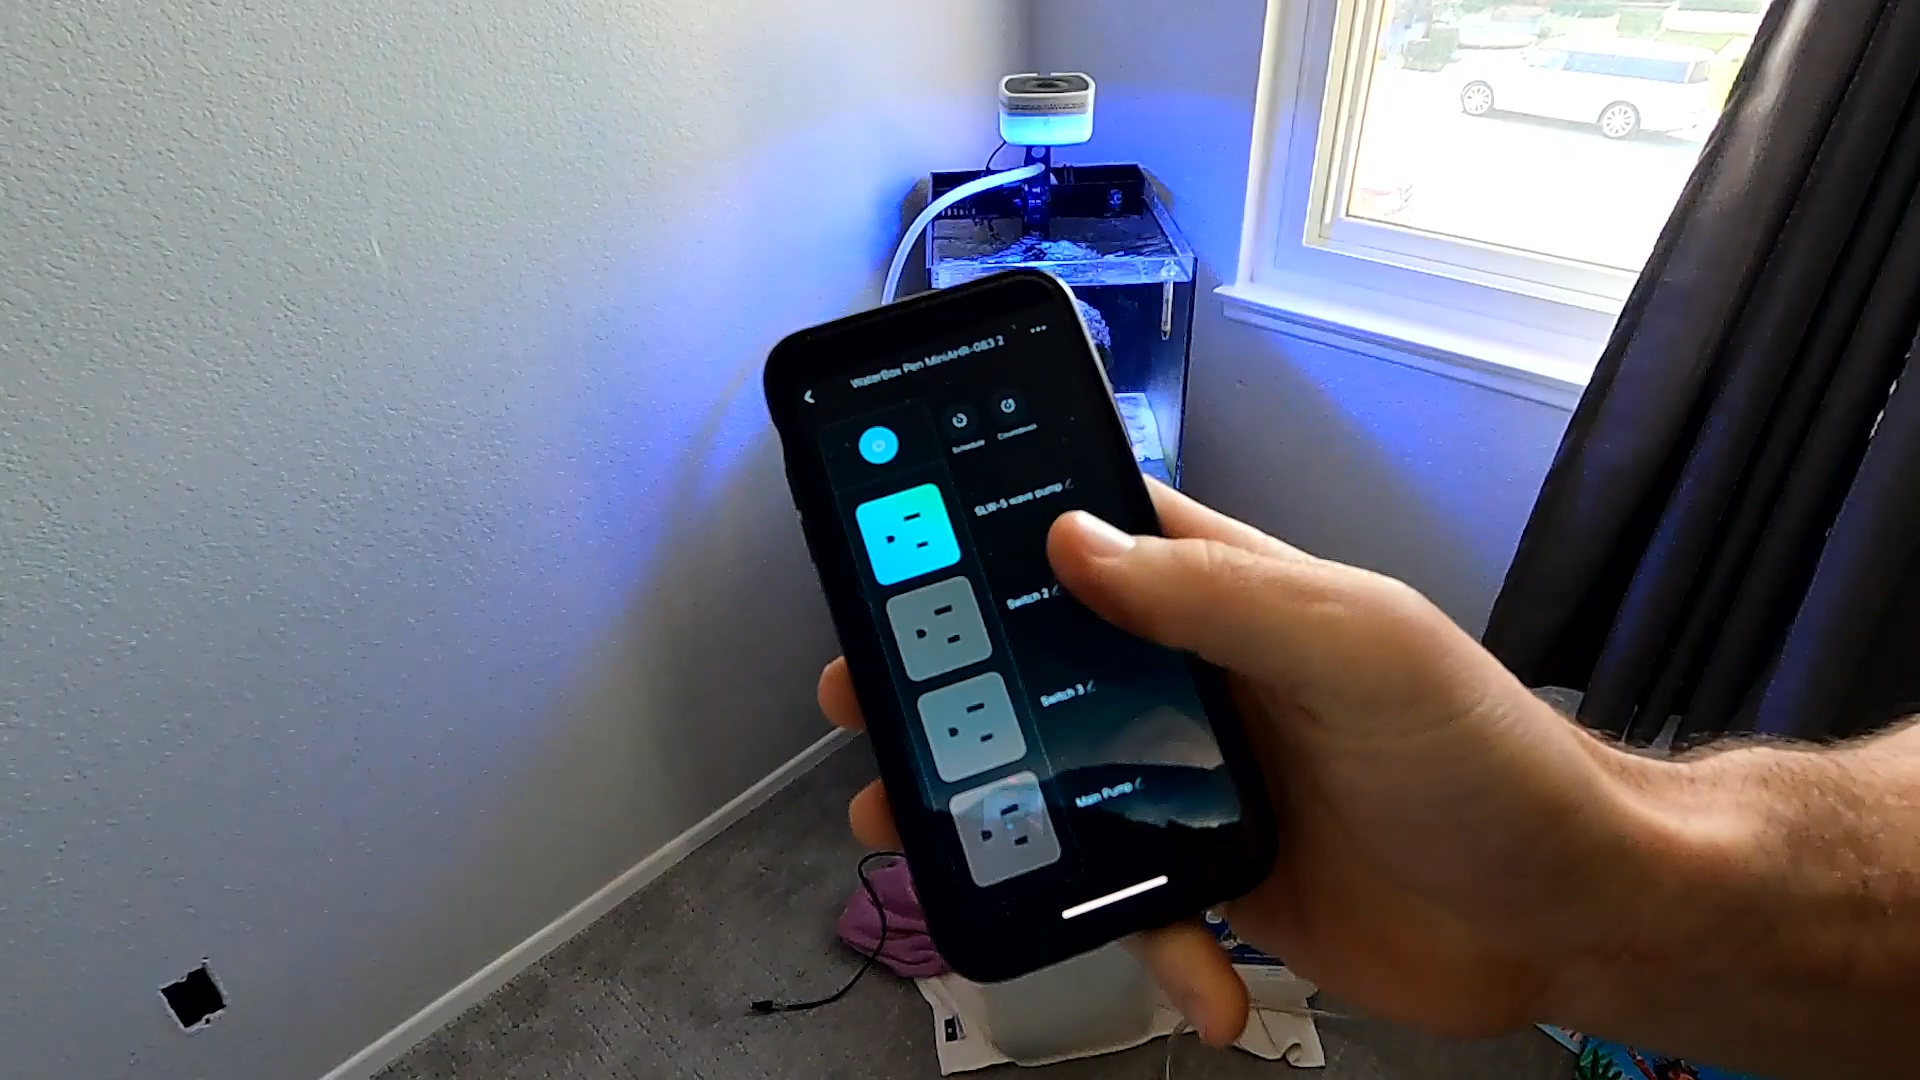 WaterBox Pen MiniAHR-083 2
Schedule
Countdown
SLW-5 wave pump
Switch 2
Switch 3
Main Pump